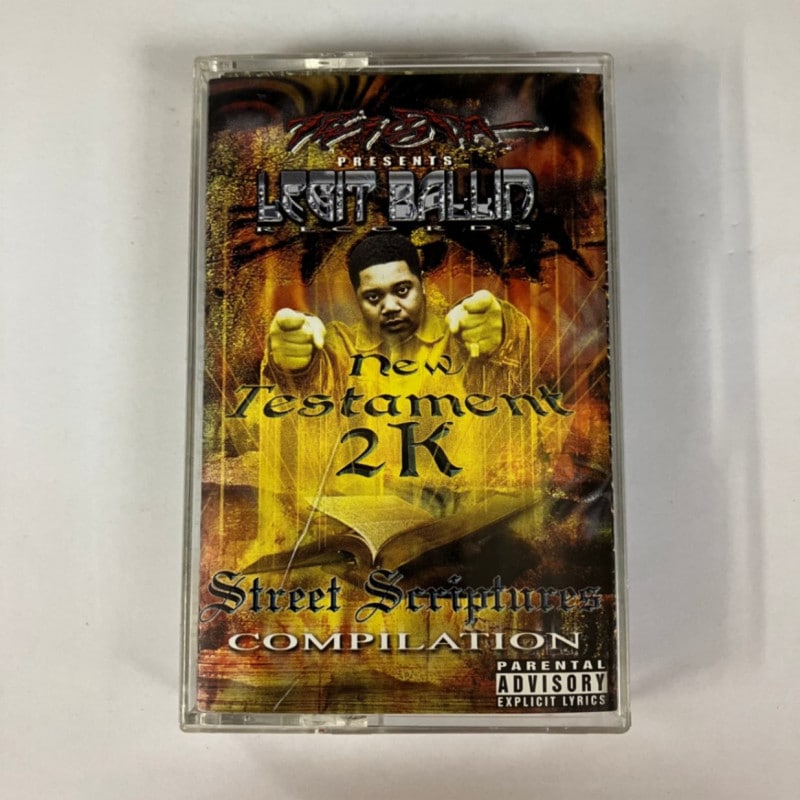 PRESENTS
LEGIT BALLIN
RECORDS
New
Testament
2K
Street Scriptures
COMPILATION
PARENTAL
ADVISORY
EXPLICIT LYRICS